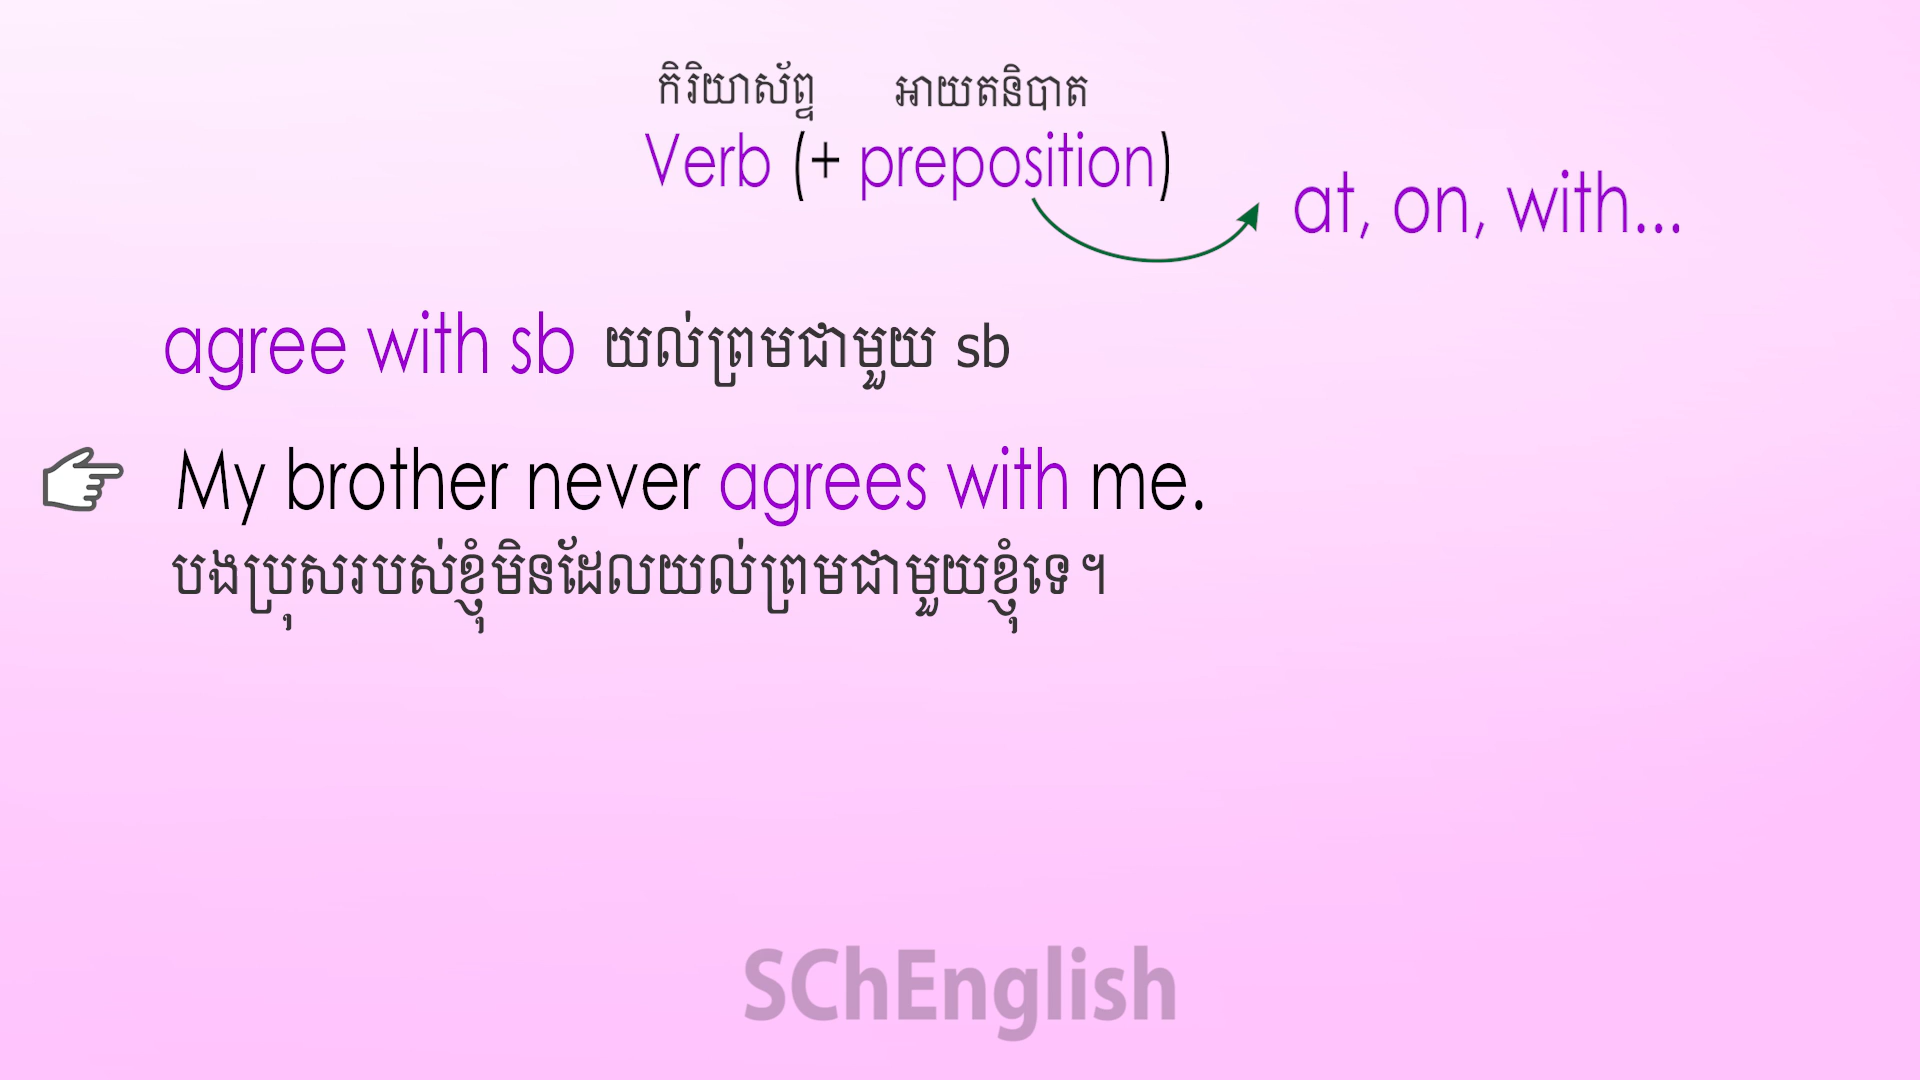 កិរិយាស័ព្ទ អាយតនិបាត
Verb (+ preposition)
at, on, with...
agree with sb យល់ព្រមជាមួយ sb
My brother never agrees with me.
បងប្រុសរបស់ខ្ញុំមិនដែលយល់ព្រមជាមួយខ្ញុំទេ។
SChEnglish